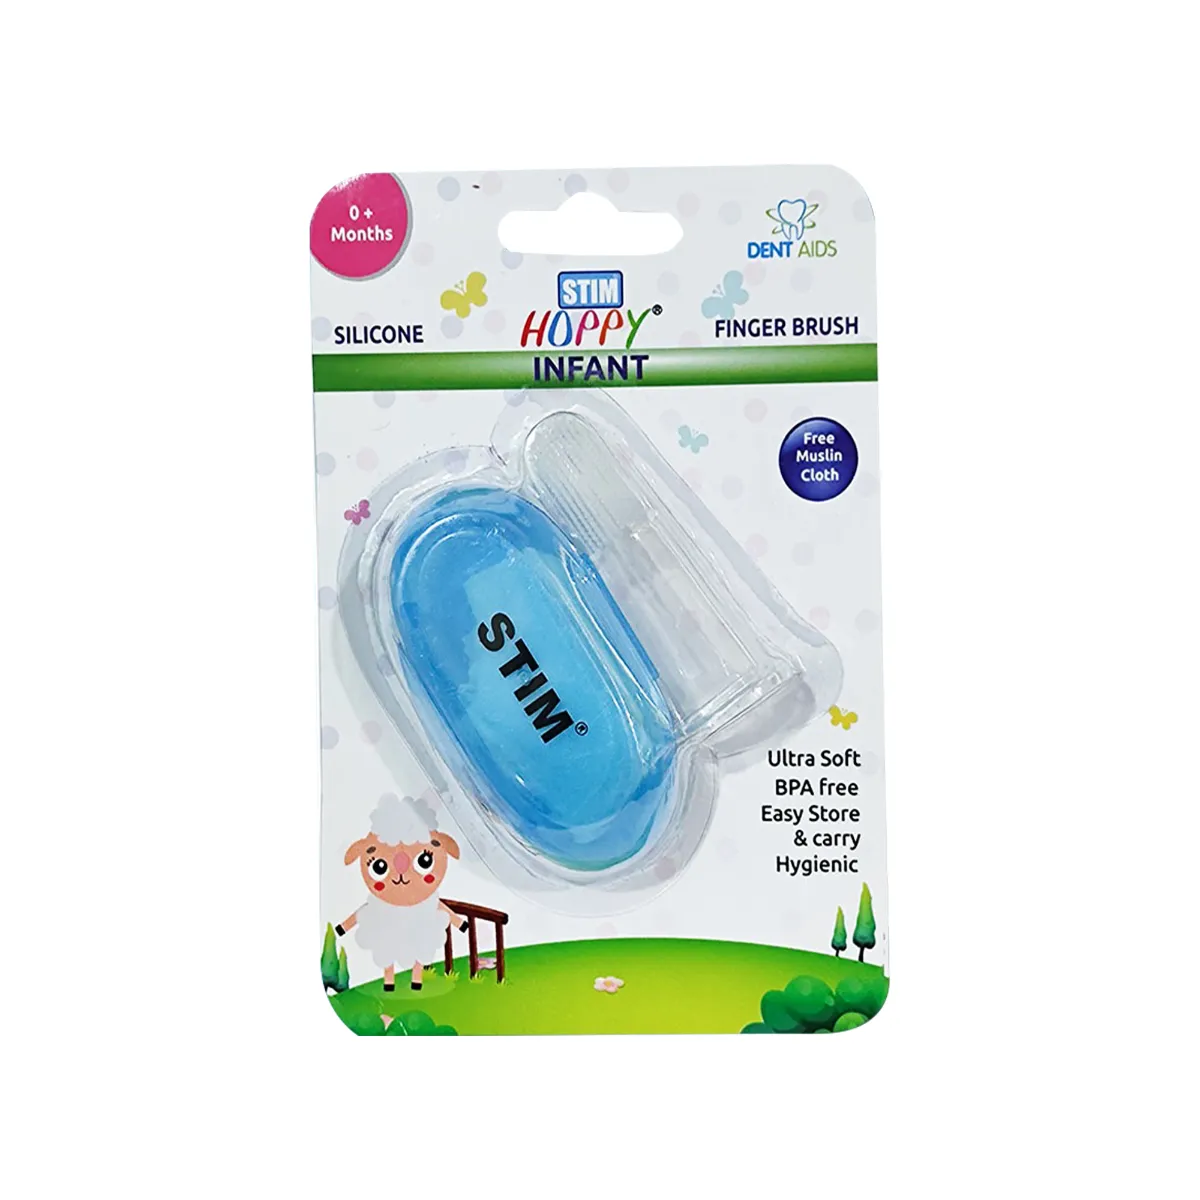 0 +
Months
DENT AIDS
STIM
HOPPY®
SILICONE
FINGER BRUSH
INFANT
Free
Muslin
Cloth
STIM®
Ultra Soft
BPA free
Easy Store
& carry
Hygienic